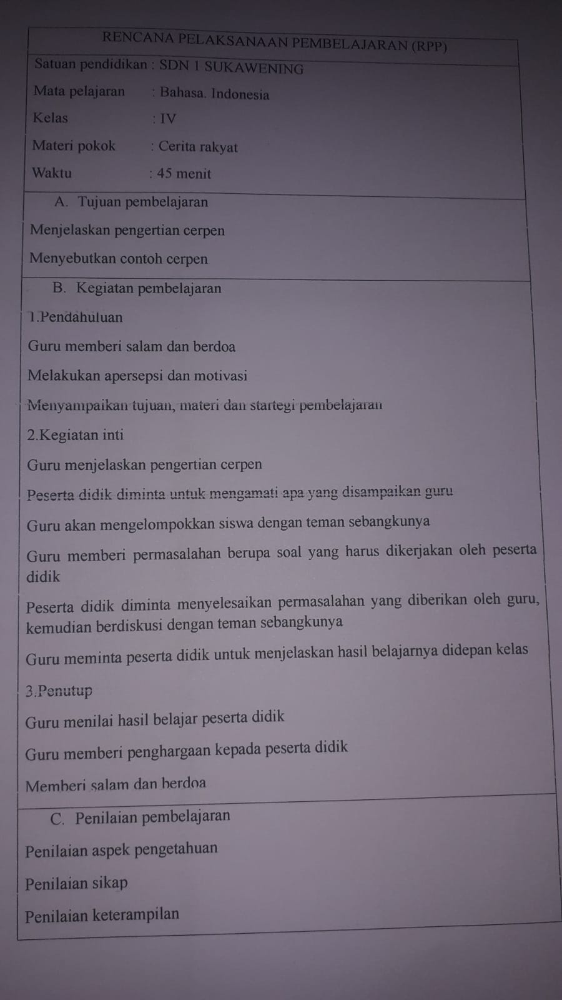 RENCANA PELAKSANAAN PEMBELAJARAN (RPP)
Satuan pendidikan : SDN 1 SUKAWENING
Mata pelajaran : Bahasa. Indonesia
Kelas : IV
Materi pokok : Cerita rakyat
Waktu : 45 menit
A. Tujuan pembelajaran
Menjelaskan pengertian cerpen
Menyebutkan contoh cerpen
B. Kegiatan pembelajaran
1.Pendahuluan
Guru memberi salam dan berdoa
Melakukan apersepsi dan motivasi
Menyampaikan tujuan, materi dan startegi pembelajaran
2.Kegiatan inti
Guru menjelaskan pengertian cerpen
Peserta didik diminta untuk mengamati apa yang disampaikan guru
Guru akan mengelompokkan siswa dengan teman sebangkunya
Guru memberi permasalahan berupa soal yang harus dikerjakan oleh peserta
didik
Peserta didik diminta menyelesaikan permasalahan yang diberikan oleh guru,
kemudian berdiskusi dengan teman sebangkunya
Guru meminta peserta didik untuk menjelaskan hasil belajarnya didepan kelas
3.Penutup
Guru menilai hasil belajar peserta didik
Guru memberi penghargaan kepada peserta didik
Memberi salam dan berdoa
C. Penilaian pembelajaran
Penilaian aspek pengetahuan
Penilaian sikap
Penilaian keterampilan